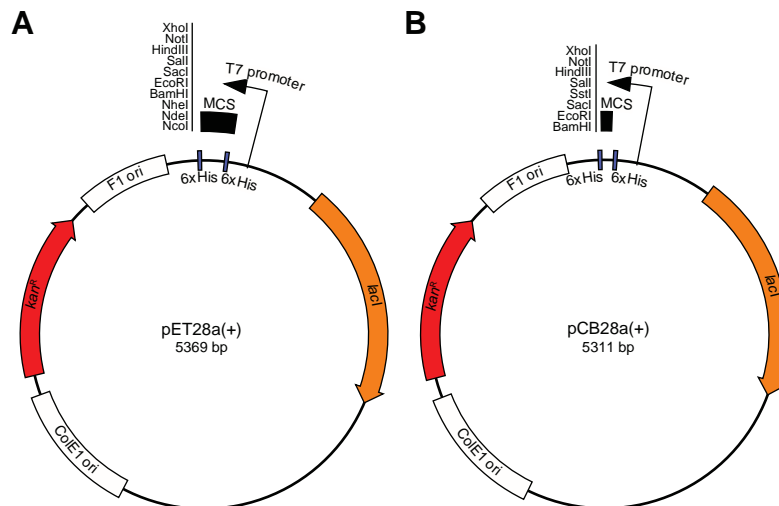 A
XhoI
NotI
HindIII
SalI
SacI
EcoRI
BamHI
NheI
NdeI
NcoI
T7 promoter
MCS
6xHis
6xHis
F1 ori
kanR
lacI
ColE1 ori
pET28a(+)
5369 bp
B
XhoI
NotI
HindIII
SalI
SstI
SacI
EcoRI
BamHI
T7 promoter
MCS
6xHis
6xHis
F1 ori
kanR
lacI
ColE1 ori
pCB28a(+)
5311 bp